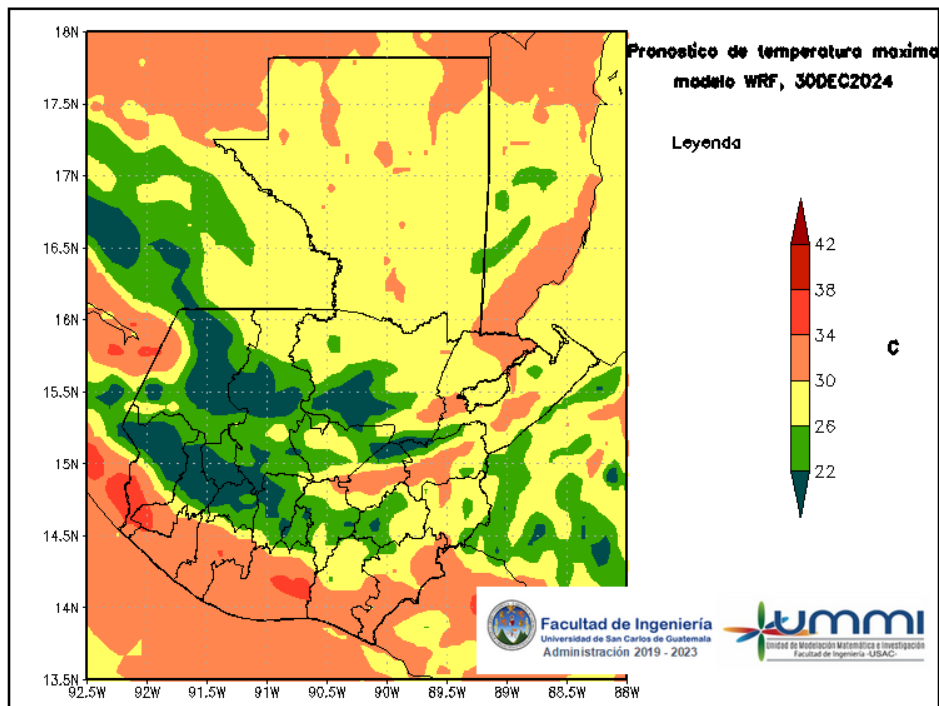 Pronostico de temperatura maxima
modelo WRF, 30DEC2024
Leyenda
42
38
34
30
26
22
C
18N
17.5N
17N
16.5N
16N
15.5N
15N
14.5N
14N
13.5N
92.5W
92W
91.5W
91W
90.5W
90W
89.5W
89W
88.5W
88W
Facultad de Ingeniería
Universidad de San Carlos de Guatemala
Administración 2019 - 2023
UMMI
Unidad de Modelación Matemática e Investigación
Facultad de Ingeniería -USAC-